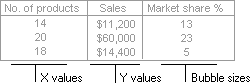 No. of products Sales Market share %
14 $11,200 13
20 $60,000 23
18 $14,400 5
X values Y values Bubble sizes